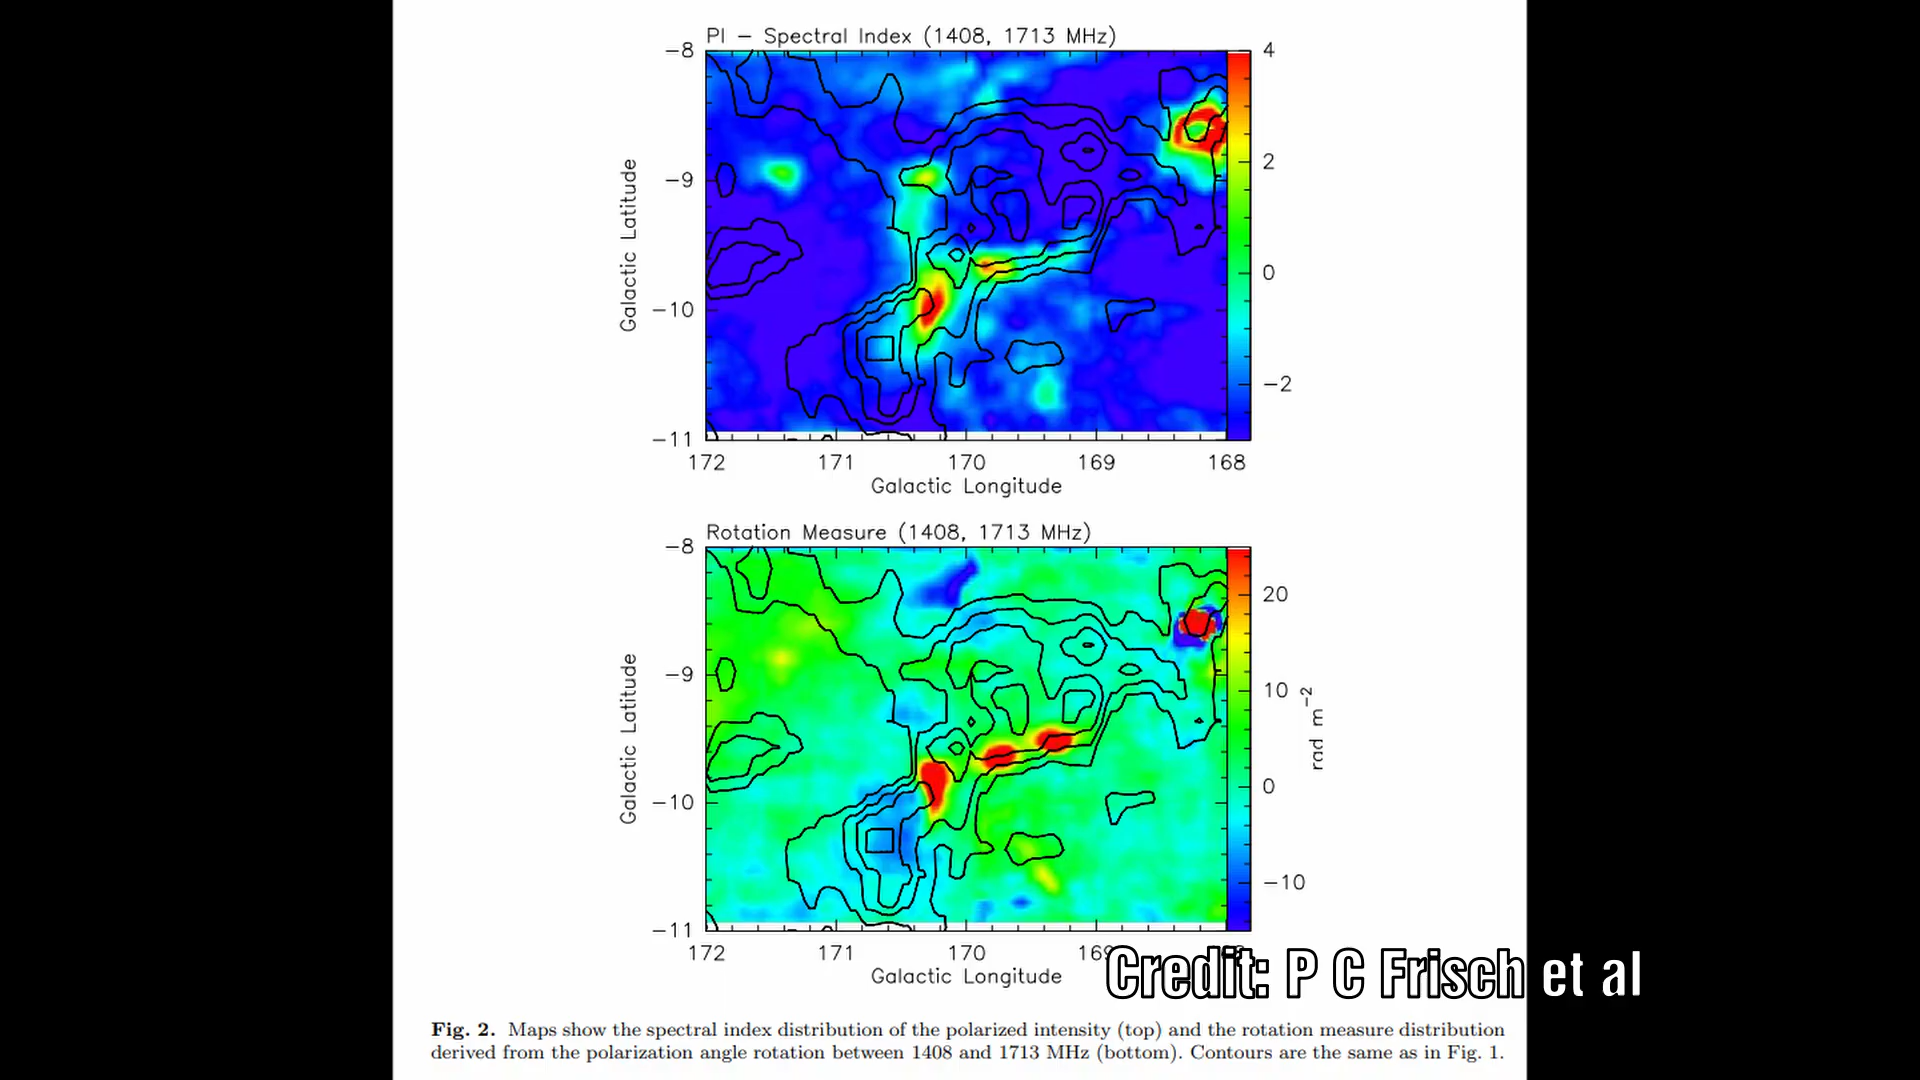 PI – Spectral Index (1408, 1713 MHz)
−8
−9
−10
−11
Galactic Latitude
172 171 170 169 168
Galactic Longitude
4
2
0
−2
Rotation Measure (1408, 1713 MHz)
−8
−9
−10
−11
Galactic Latitude
172 171 170
Galactic Longitude
20
10
0
−10
rad m−2
Credit: P C Frisch et al
Fig. 2. Maps show the spectral index distribution of the polarized intensity (top) and the rotation measure distribution
derived from the polarization angle rotation between 1408 and 1713 MHz (bottom). Contours are the same as in Fig. 1.